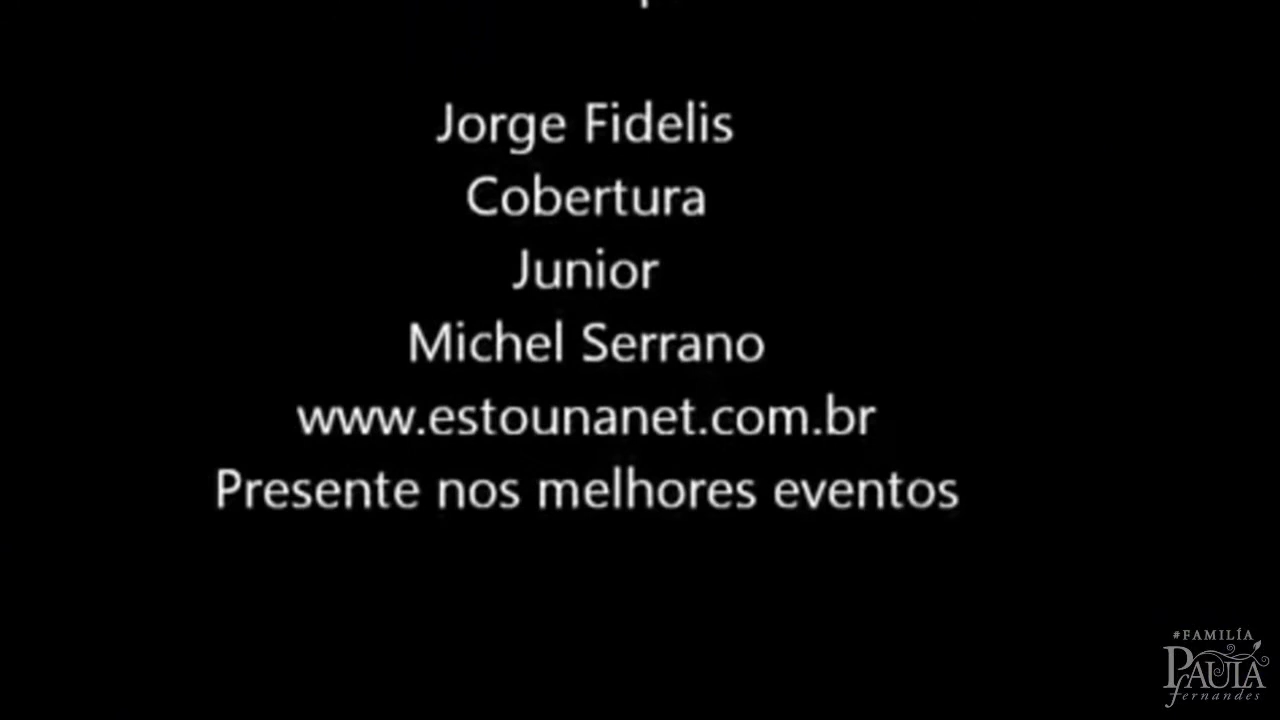 Jorge Fidelis
Cobertura
Junior
Michel Serrano
www.estounanet.com.br
Presente nos melhores eventos
#FAMILÍA
PAULA
fernandes